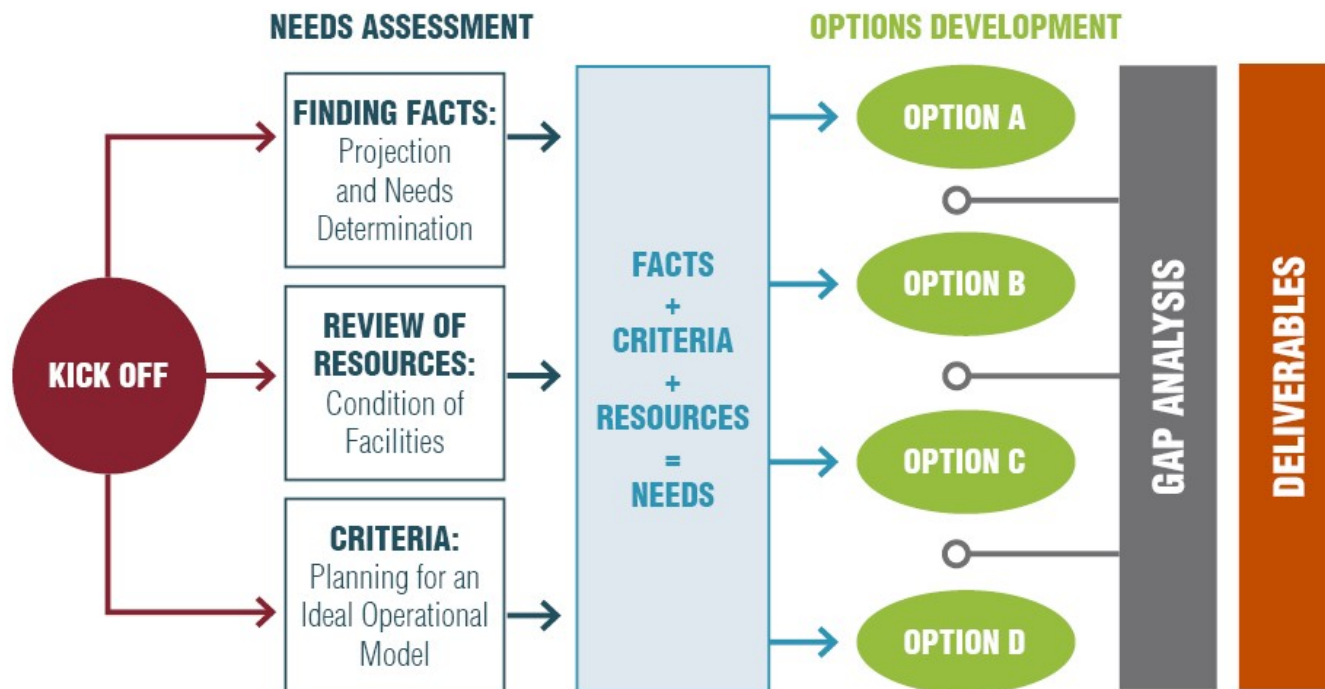 NEEDS ASSESSMENT
OPTIONS DEVELOPMENT
KICK OFF
FINDING FACTS:
Projection
and Needs
Determination
REVIEW OF
RESOURCES:
Condition of
Facilities
CRITERIA:
Planning for an
Ideal Operational
Model
FACTS
+
CRITERIA
+
RESOURCES
=
NEEDS
OPTION A
OPTION B
OPTION C
OPTION D
GAP ANALYSIS
DELIVERABLES